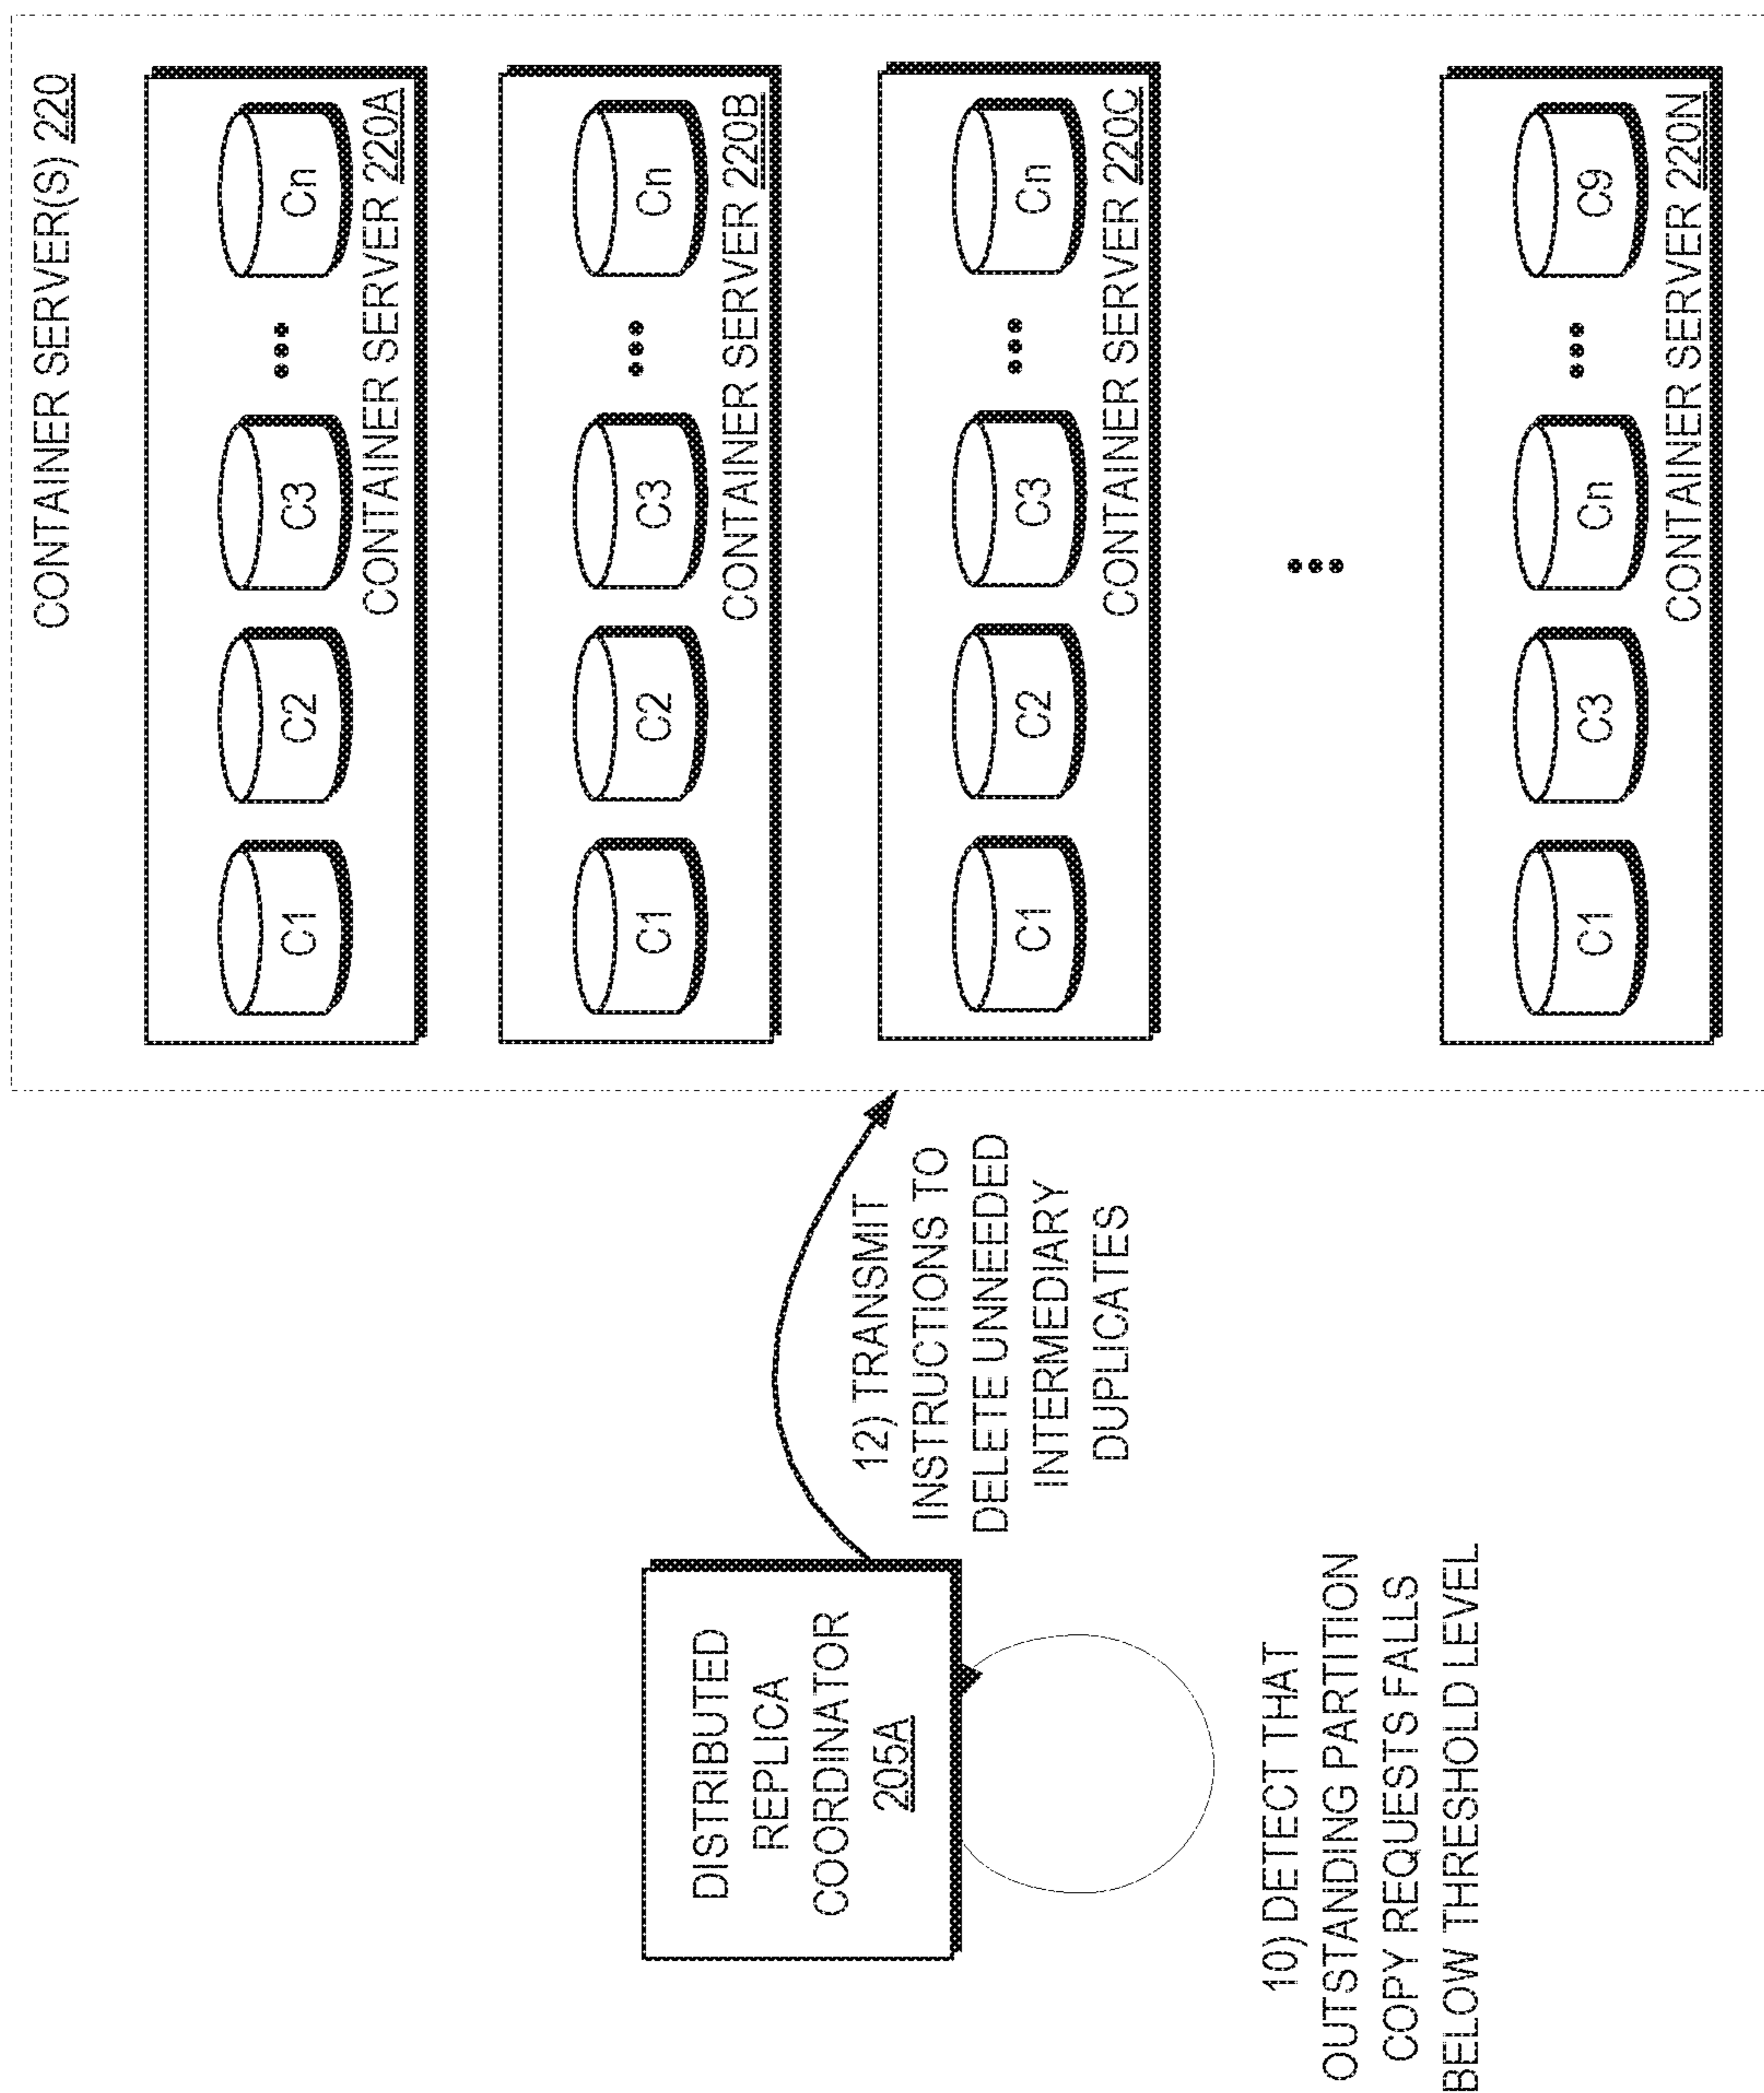 CONTAINER SERVER(S) 220
C1
C2
C3
•••
Cn
CONTAINER SERVER 220A
C1
C2
C3
•••
Cn
CONTAINER SERVER 220B
C1
C2
C3
•••
Cn
CONTAINER SERVER 220C
•••
C1
C3
Cn
•••
C9
CONTAINER SERVER 220N
DISTRIBUTED
REPLICA
COORDINATOR
205A
12) TRANSMIT
INSTRUCTIONS TO
DELETE UNNEEDED
INTERMEDIARY
DUPLICATES
10) DETECT THAT
OUTSTANDING PARTITION
COPY REQUESTS FALLS
BELOW THRESHOLD LEVEL